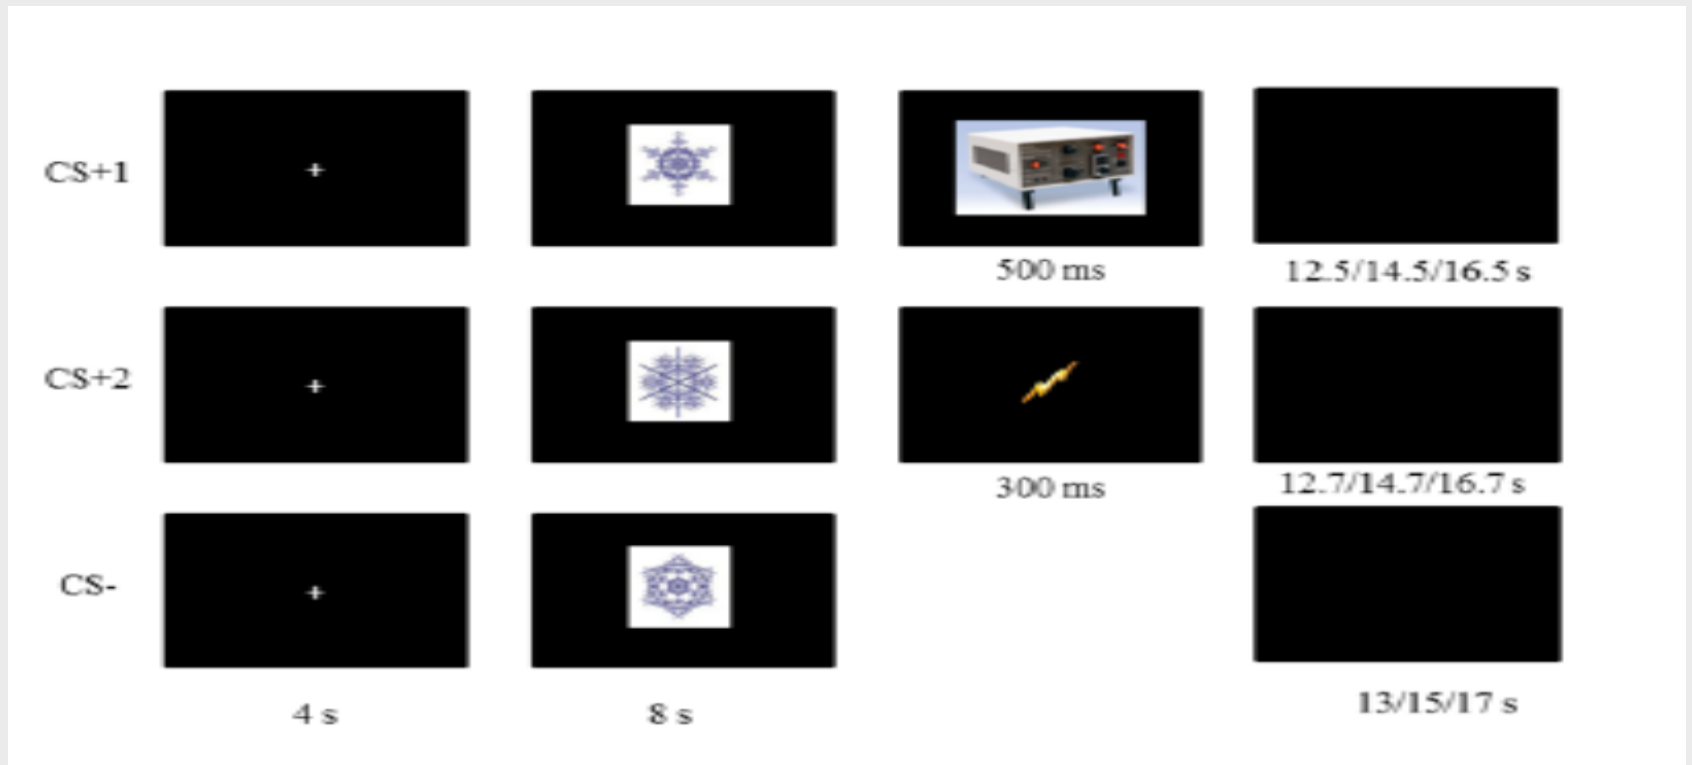 CS+1
500 ms
12.5/14.5/16.5 s
CS+2
300 ms
12.7/14.7/16.7 s
CS-
4 s
8 s
13/15/17 s